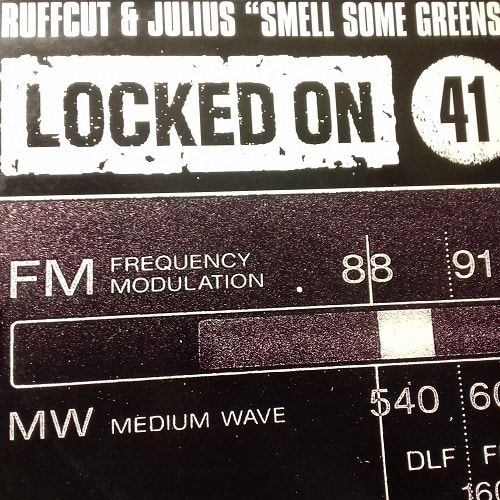 RUFFCUT & JULIUS “SMELL SOME GREENS
LOCKED ON 41
FM FREQUENCY MODULATION 88 91
MW MEDIUM WAVE 540 60
DLF F
160